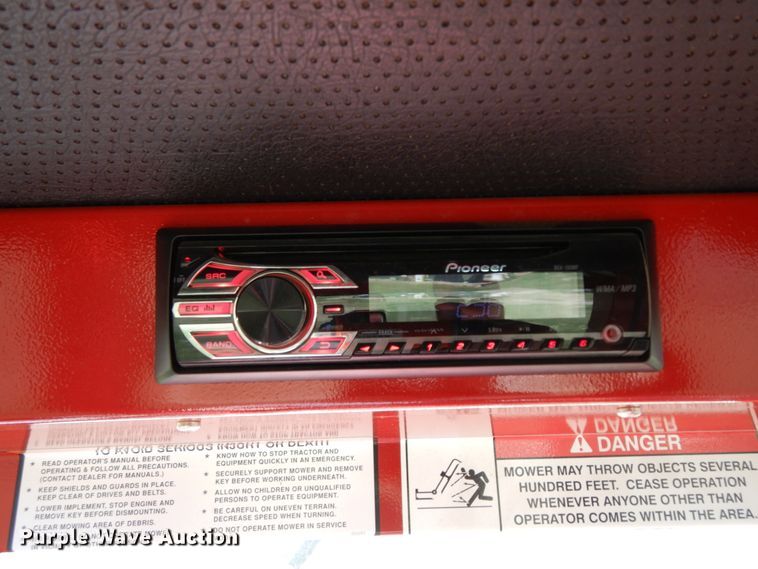 Pioneer
SRC
WMA/MP3
EQ
BAND
TRACK
1 2 3 4 5 6
TO AVOID SERIOUS INJURY OR DEATH
★ READ OPERATOR'S MANUAL BEFORE
OPERATING & FOLLOW ALL PRECAUTIONS.
(CONTACT DEALER FOR MANUAL.)
★ KEEP SHIELDS AND GUARDS IN PLACE.
KEEP CLEAR OF DRIVES AND BELTS.
★ LOWER IMPLEMENT, STOP ENGINE AND
REMOVE KEY BEFORE DISMOUNTING.
★ CLEAR MOWING AREA OF DEBRIS.
★ KNOW HOW TO STOP TRACTOR AND
EQUIPMENT QUICKLY IN AN EMERGENCY.
★ SECURELY SUPPORT MOWER AND REMOVE
KEY BEFORE WORKING UNDERNEATH.
★ ALLOW NO CHILDREN OR UNQUALIFIED
PERSONS TO OPERATE EQUIPMENT.
★ BE CAREFUL ON UNEVEN TERRAIN.
DECREASE SPEED WHEN TURNING.
★ DO NOT OPERATE MOWER IN SERVICE
DANGER
DANGER
MOWER MAY THROW OBJECTS SEVERAL
HUNDRED FEET. CEASE OPERATION
WHENEVER ANYONE OTHER THAN
OPERATOR COMES WITHIN THE AREA.
Purple Wave Auction